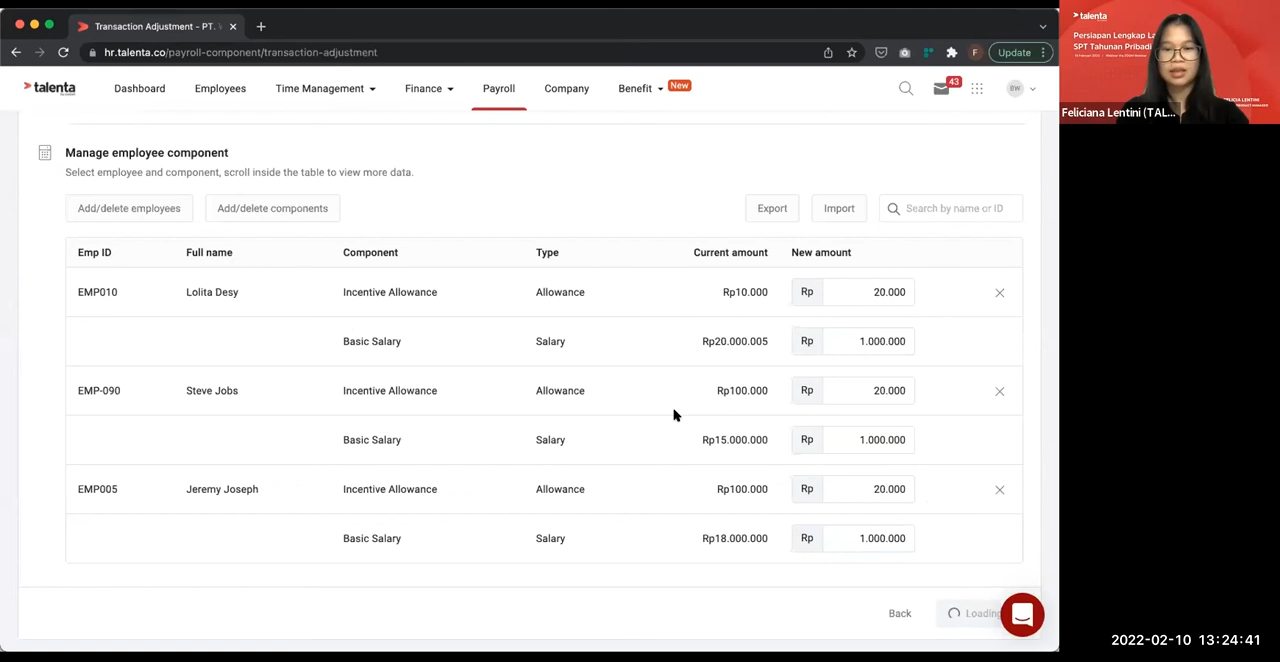 Transaction Adjustment - PT.
hr.talenta.co/payroll-component/transaction-adjustment
F
Update
talenta
Dashboard
Employees
Time Management
Finance
Payroll
Company
Benefit
New
43
BW
Manage employee component
Select employee and component, scroll inside the table to view more data.
Add/delete employees
Add/delete components
Export
Import
Search by name or ID
Emp ID Full name Component Type Current amount New amount
EMP010 Lolita Desy Incentive Allowance Allowance Rp10.000 Rp 20.000
Basic Salary Salary Rp20.000.005 Rp 1.000.000
EMP-090 Steve Jobs Incentive Allowance Allowance Rp100.000 Rp 20.000
Basic Salary Salary Rp15.000.000 Rp 1.000.000
EMP005 Jeremy Joseph Incentive Allowance Allowance Rp100.000 Rp 20.000
Basic Salary Salary Rp18.000.000 Rp 1.000.000
Back
Loading
talenta
Persiapan Lengkap La
SPT Tahunan Pribadi
Feliciana Lentini (TAL...
2022-02-10 13:24:41